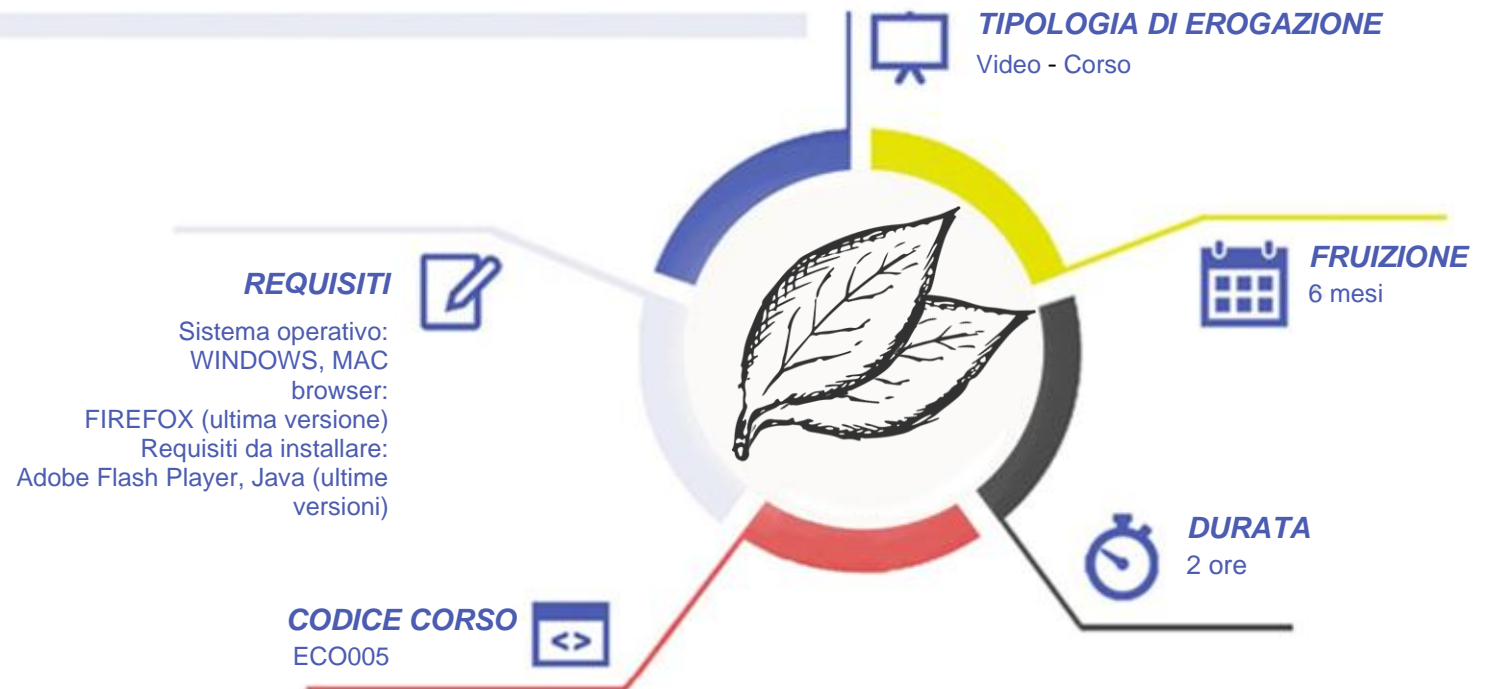 TIPOLOGIA DI EROGAZIONE
Video - Corso
FRUIZIONE
6 mesi
REQUISITI
Sistema operativo:
WINDOWS, MAC
browser:
FIREFOX (ultima versione)
Requisiti da installare:
Adobe Flash Player, Java (ultime
versioni)
DURATA
2 ore
CODICE CORSO
ECO005
<>